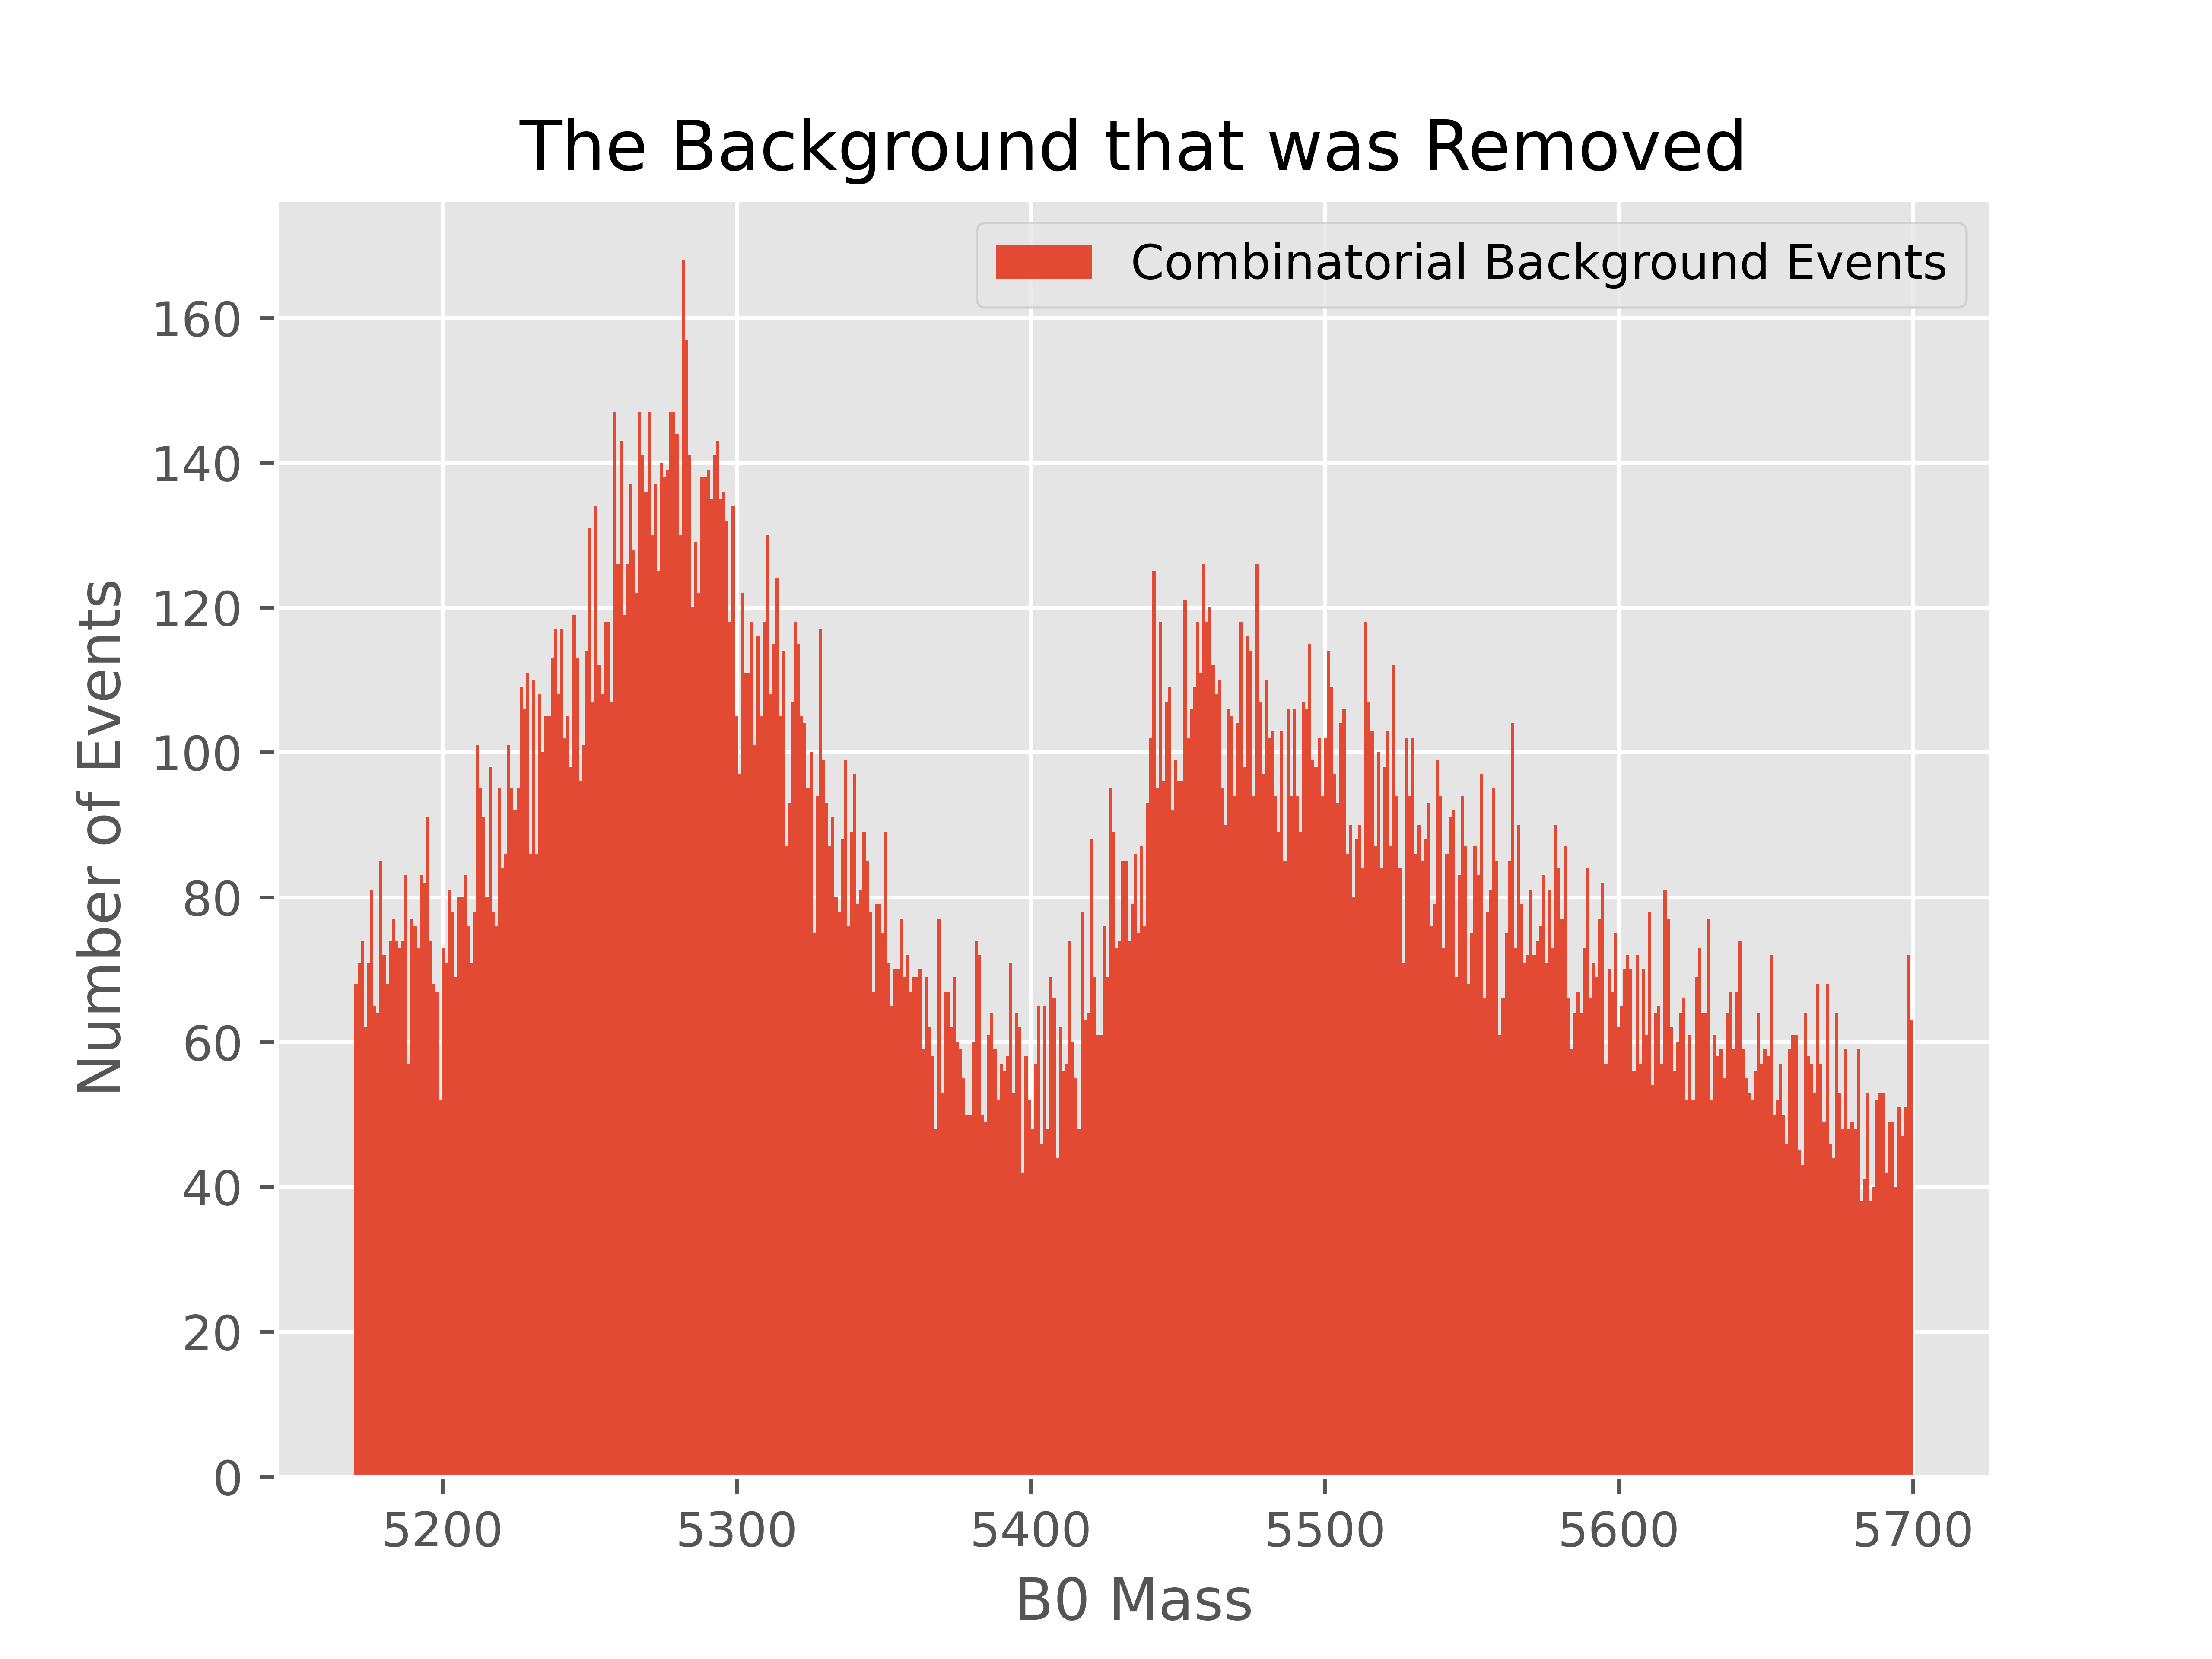 The Background that was Removed
Combinatorial Background Events
160
140
120
100
80
60
40
20
0
Number of Events
5200 5300 5400 5500 5600 5700
B0 Mass